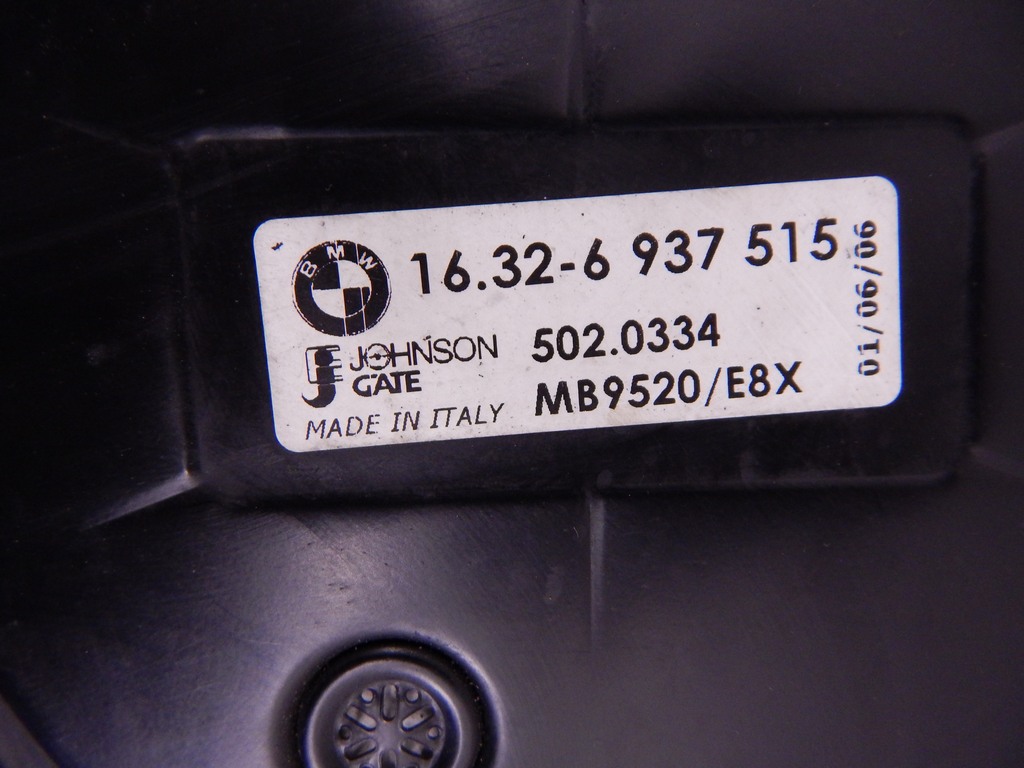 BMW
16.32-6 937 515
JOHNSON
GATE
502.0334
MADE IN ITALY
MB9520/E8X
01/06/06